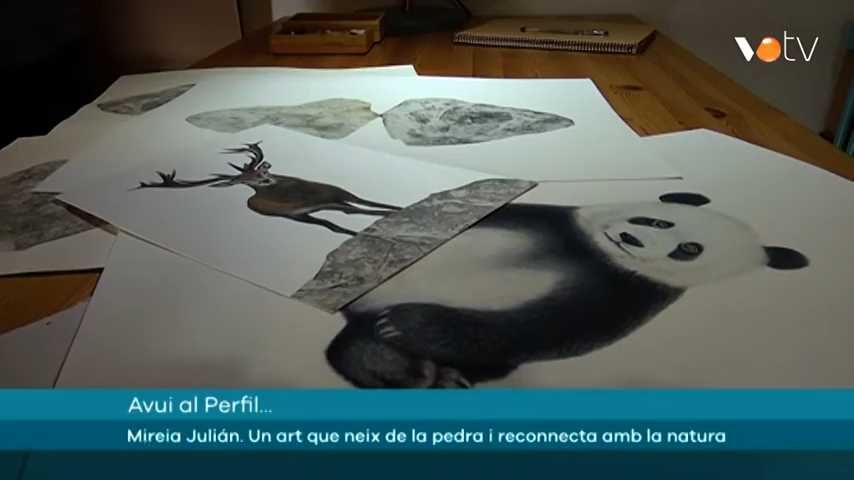 votv
Avui al Perfil...
Mireia Julián. Un art que neix de la pedra i reconnecta amb la natura